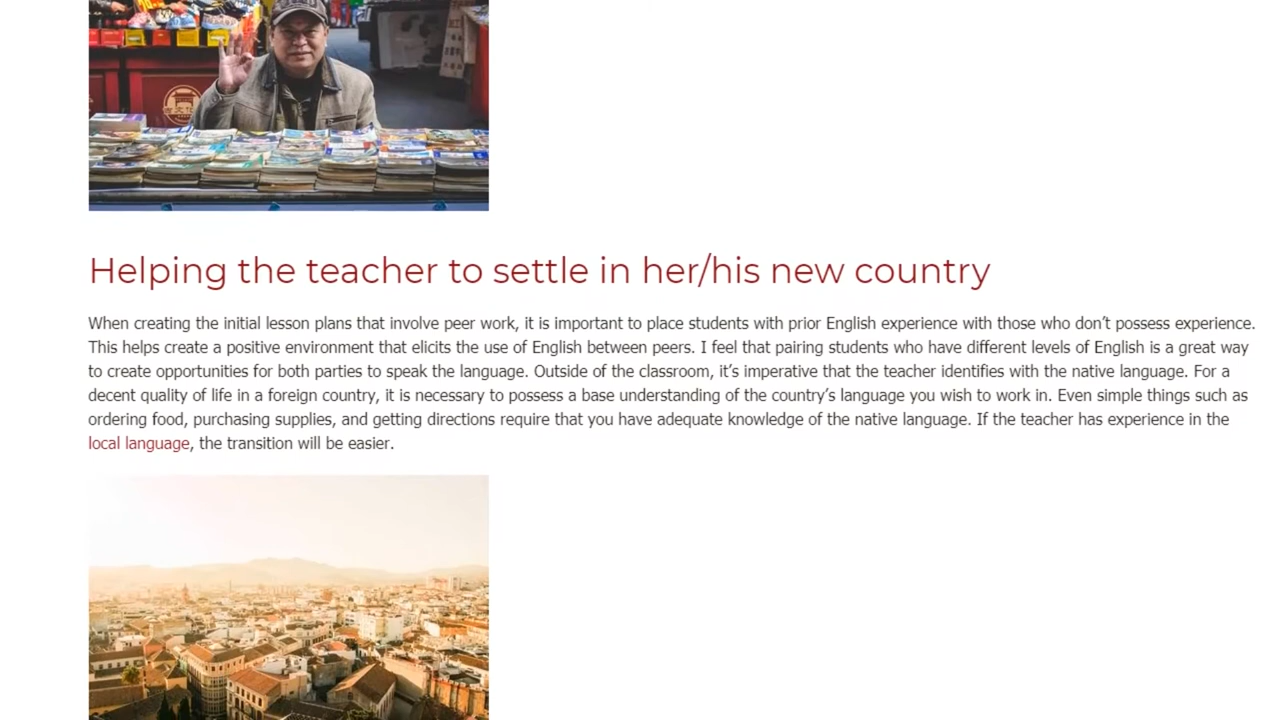 Helping the teacher to settle in her/his new country
When creating the initial lesson plans that involve peer work, it is important to place students with prior English experience with those who don’t possess experience.
This helps create a positive environment that elicits the use of English between peers. I feel that pairing students who have different levels of English is a great way
to create opportunities for both parties to speak the language. Outside of the classroom, it’s imperative that the teacher identifies with the native language. For a
decent quality of life in a foreign country, it is necessary to possess a base understanding of the country’s language you wish to work in. Even simple things such as
ordering food, purchasing supplies, and getting directions require that you have adequate knowledge of the native language. If the teacher has experience in the
local language, the transition will be easier.